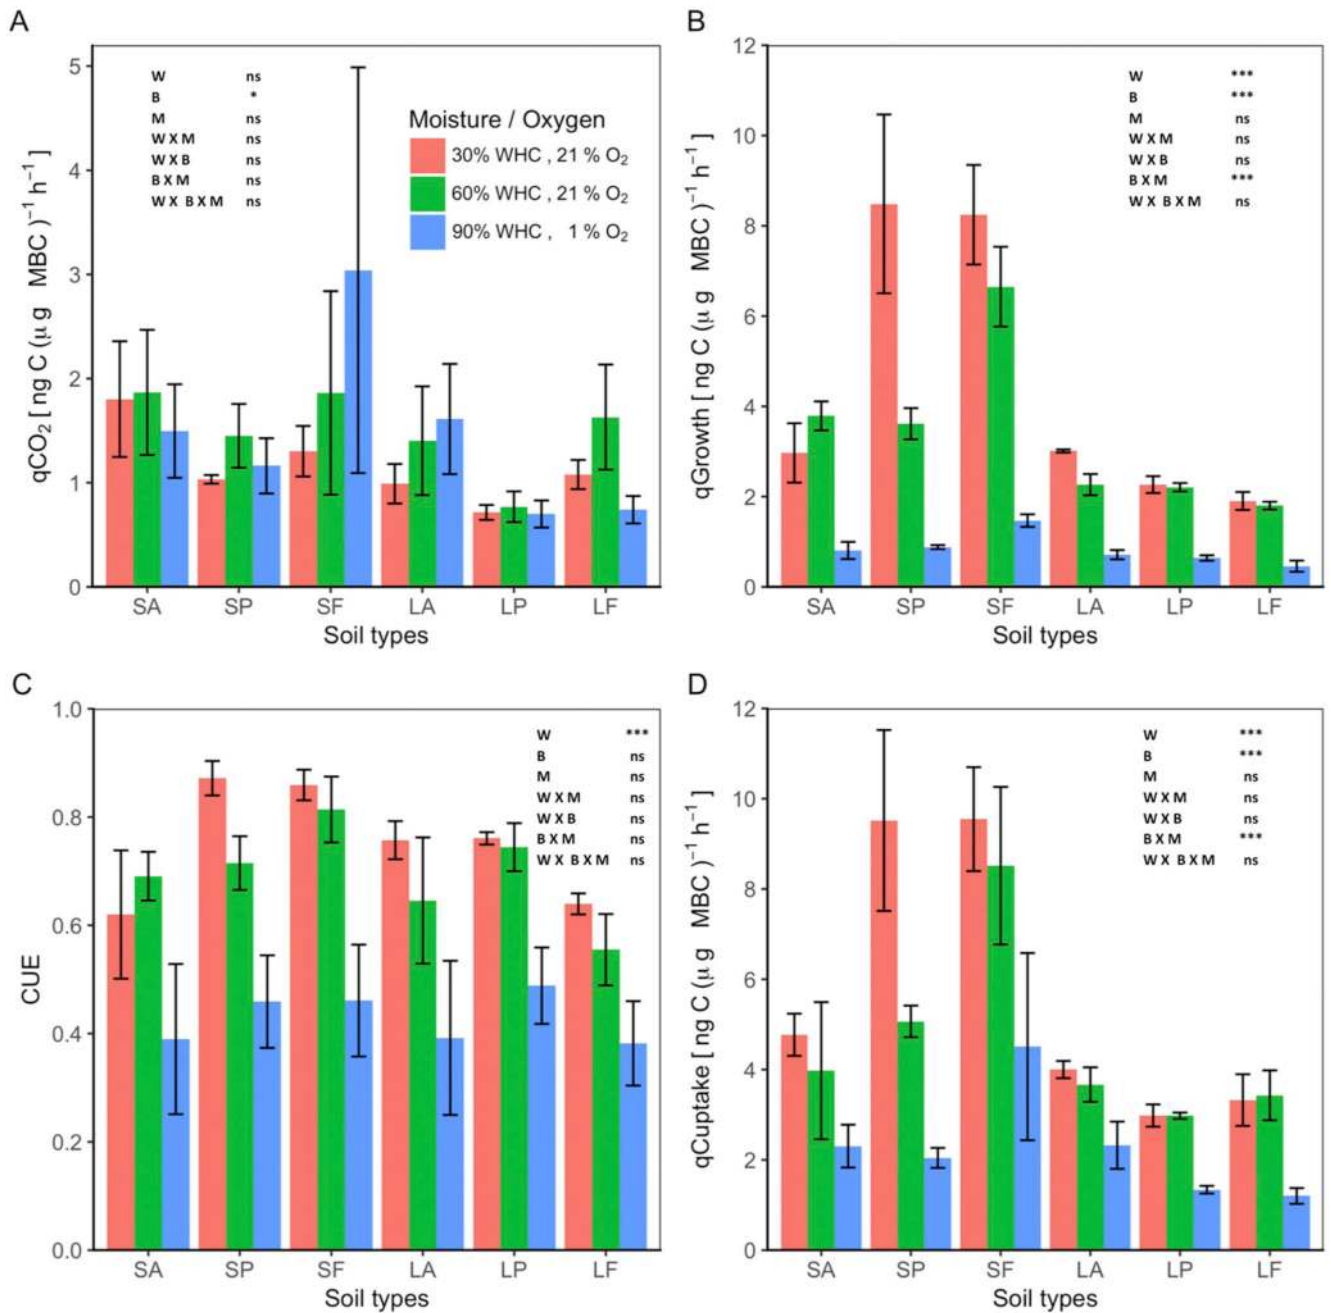 A
qCO₂ [ ng C (µ g MBC )⁻¹ h⁻¹ ]
5
4
3
2
1
0
W ns
B *
M ns
W X M ns
W X B ns
B X M ns
W X B X M ns
Moisture / Oxygen
30% WHC , 21 % O₂
60% WHC , 21 % O₂
90% WHC , 1 % O₂
SA SP SF LA LP LF
Soil types
B
qGrowth [ ng C (µ g MBC )⁻¹ h⁻¹ ]
12
10
8
6
4
2
0
W ***
B ***
M ns
W X M ns
W X B ns
B X M ***
W X B X M ns
SA SP SF LA LP LF
Soil types
C
CUE
1.0
0.8
0.6
0.4
0.2
0.0
W ***
B ns
M ns
W X M ns
W X B ns
B X M ns
W X B X M ns
SA SP SF LA LP LF
Soil types
D
qCuptake [ ng C (µ g MBC )⁻¹ h⁻¹ ]
12
10
8
6
4
2
0
W ***
B ***
M ns
W X M ns
W X B ns
B X M ***
W X B X M ns
SA SP SF LA LP LF
Soil types